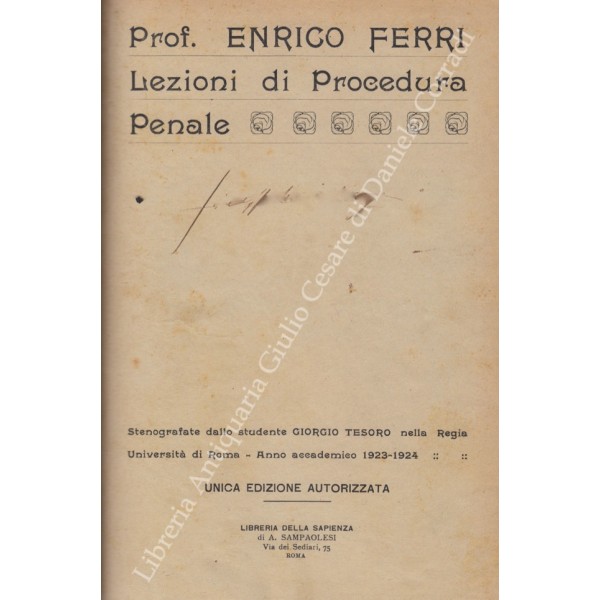 Prof. ENRICO FERRI
Lezioni di Procedura
Penale
Stenografate dallo studente GIORGIO TESORO nella Regia
Università di Roma - Anno accademico 1923-1924 :: ::
UNICA EDIZIONE AUTORIZZATA
LIBRERIA DELLA SAPIENZA
di A. SAMPAOLESI
Via dei Sediari, 75
ROMA
Libreria Antiquaria Giulio Cesare di Daniele Corradi